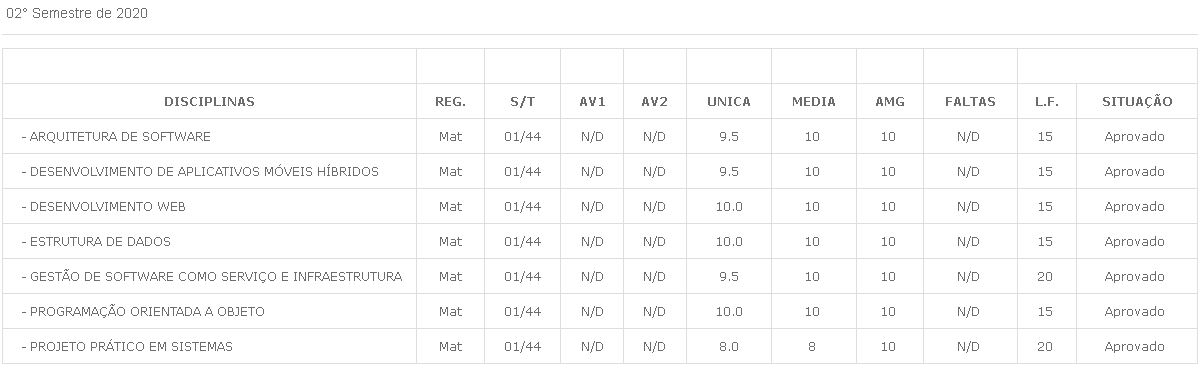 02° Semestre de 2020
DISCIPLINAS REG. S/T AV1 AV2 UNICA MEDIA AMG FALTAS L.F. SITUAÇÃO
- ARQUITETURA DE SOFTWARE Mat 01/44 N/D N/D 9.5 10 10 N/D 15 Aprovado
- DESENVOLVIMENTO DE APLICATIVOS MÓVEIS HÍBRIDOS Mat 01/44 N/D N/D 9.5 10 10 N/D 15 Aprovado
- DESENVOLVIMENTO WEB Mat 01/44 N/D N/D 10.0 10 10 N/D 15 Aprovado
- ESTRUTURA DE DADOS Mat 01/44 N/D N/D 10.0 10 10 N/D 15 Aprovado
- GESTÃO DE SOFTWARE COMO SERVIÇO E INFRAESTRUTURA Mat 01/44 N/D N/D 9.5 10 10 N/D 20 Aprovado
- PROGRAMAÇÃO ORIENTADA A OBJETO Mat 01/44 N/D N/D 10.0 10 10 N/D 15 Aprovado
- PROJETO PRÁTICO EM SISTEMAS Mat 01/44 N/D N/D 8.0 8 10 N/D 20 Aprovado